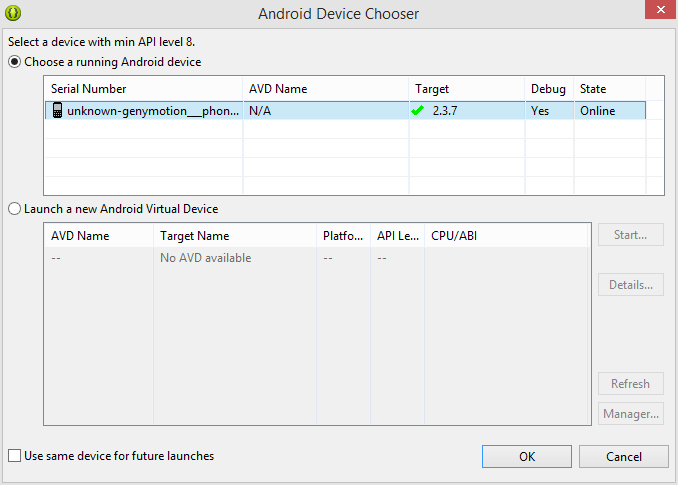 Android Device Chooser
Select a device with min API level 8.
Choose a running Android device
Serial Number AVD Name Target Debug State
unknown-genymotion__phon... N/A 2.3.7 Yes Online
Launch a new Android Virtual Device
AVD Name Target Name Platfo... API Le... CPU/ABI
-- No AVD available -- --
Start...
Details...
Refresh
Manager...
Use same device for future launches
OK Cancel